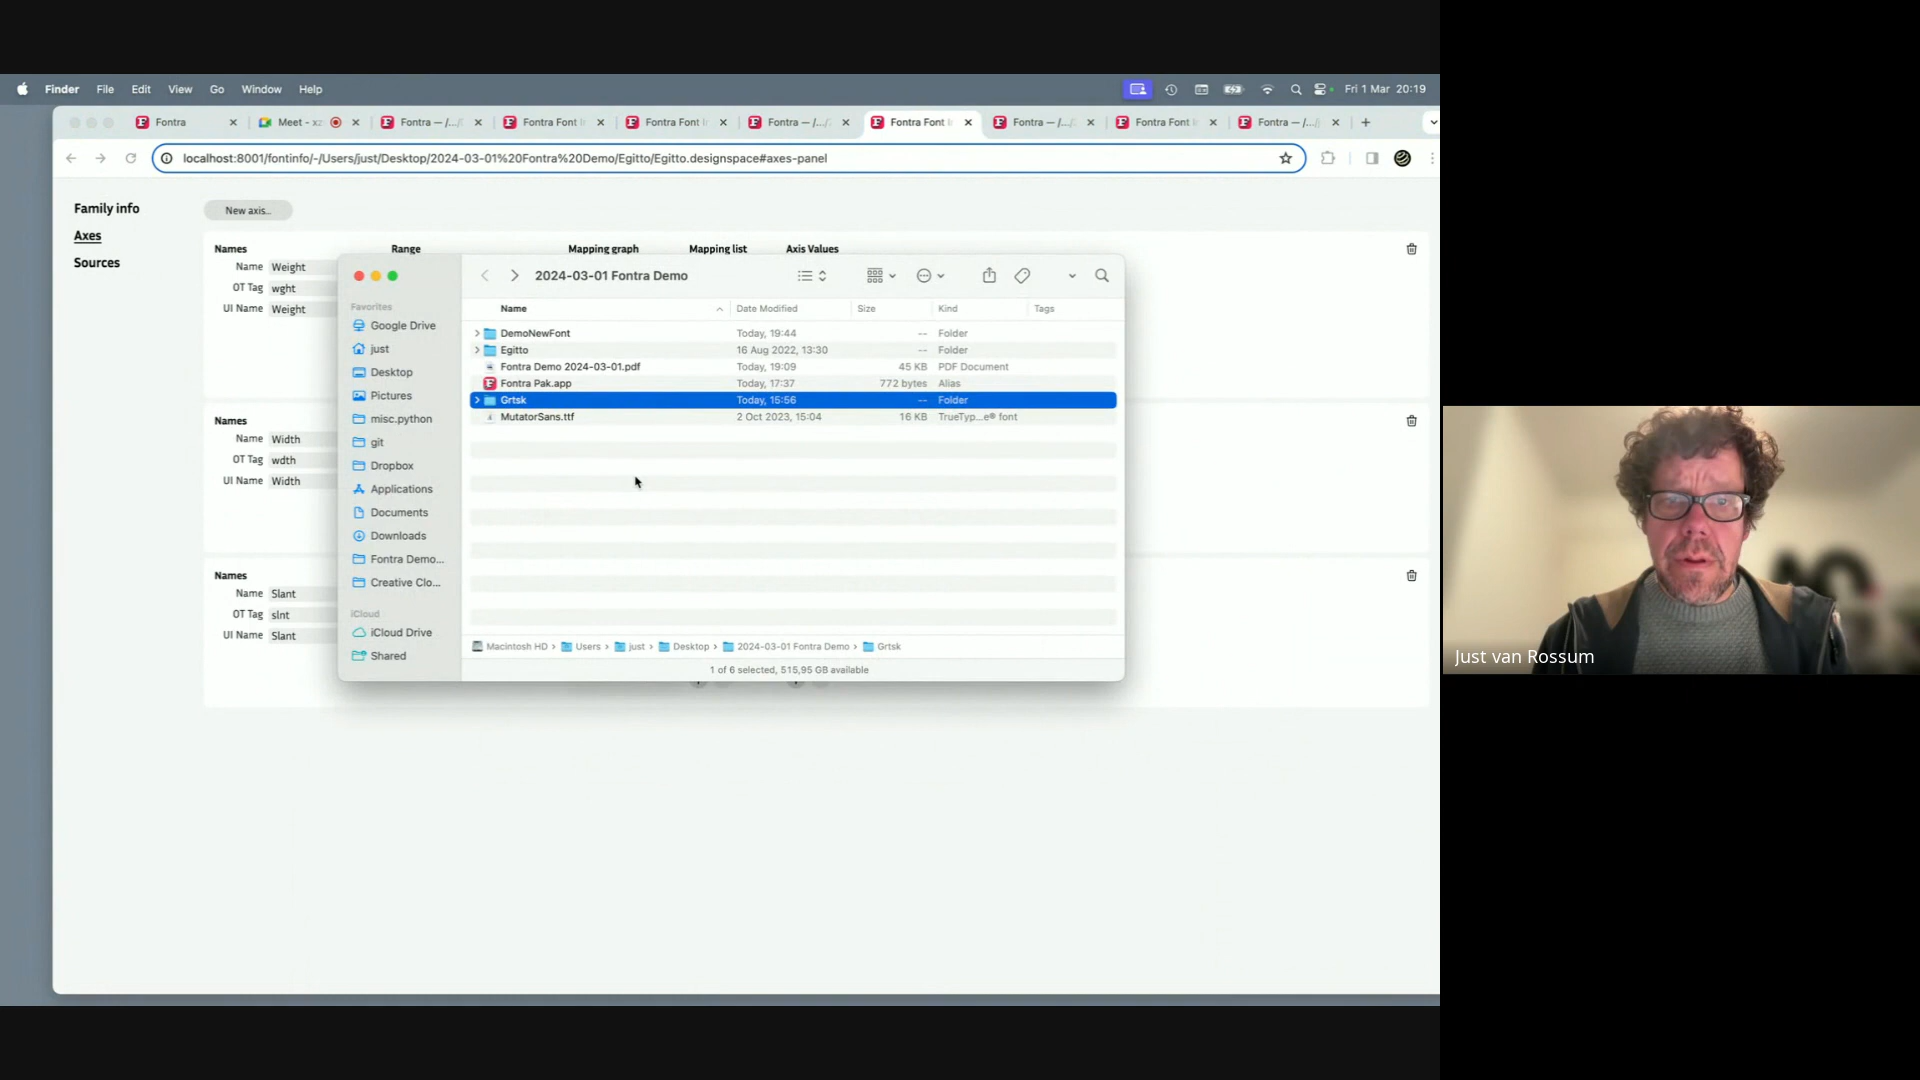 Finder File Edit View Go Window Help Fri 1 Mar 20:19
Fontra Meet - xz Fontra — /.../ Fontra Font I Fontra Font I Fontra — /.../ Fontra Font I Fontra — /.../ Fontra Font I Fontra — /.../
localhost:8001/fontinfo/-/Users/just/Desktop/2024-03-01%20Fontra%20Demo/Egitto/Egitto.designspace#axes-panel
Family info
Axes
Sources
New axis...
Names Range Mapping graph Mapping list Axis Values
Name Weight
OT Tag wght
UI Name Weight
Names
Name Width
OT Tag wdth
UI Name Width
Names
Name Slant
OT Tag slnt
UI Name Slant
2024-03-01 Fontra Demo
Favorites
Google Drive
just
Desktop
Pictures
misc.python
git
Dropbox
Applications
Documents
Downloads
Fontra Demo...
Creative Clo...
iCloud
iCloud Drive
Shared
Name Date Modified Size Kind Tags
DemoNewFont Today, 19:44 -- Folder
Egitto 16 Aug 2022, 13:30 -- Folder
Fontra Demo 2024-03-01.pdf Today, 19:09 45 KB PDF Document
Fontra Pak.app Today, 17:37 772 bytes Alias
Grtsk Today, 15:56 -- Folder
MutatorSans.ttf 2 Oct 2023, 15:04 16 KB TrueTyp...e® font
Macintosh HD › Users › just › Desktop › 2024-03-01 Fontra Demo › Grtsk
1 of 6 selected, 515,95 GB available
Just van Rossum